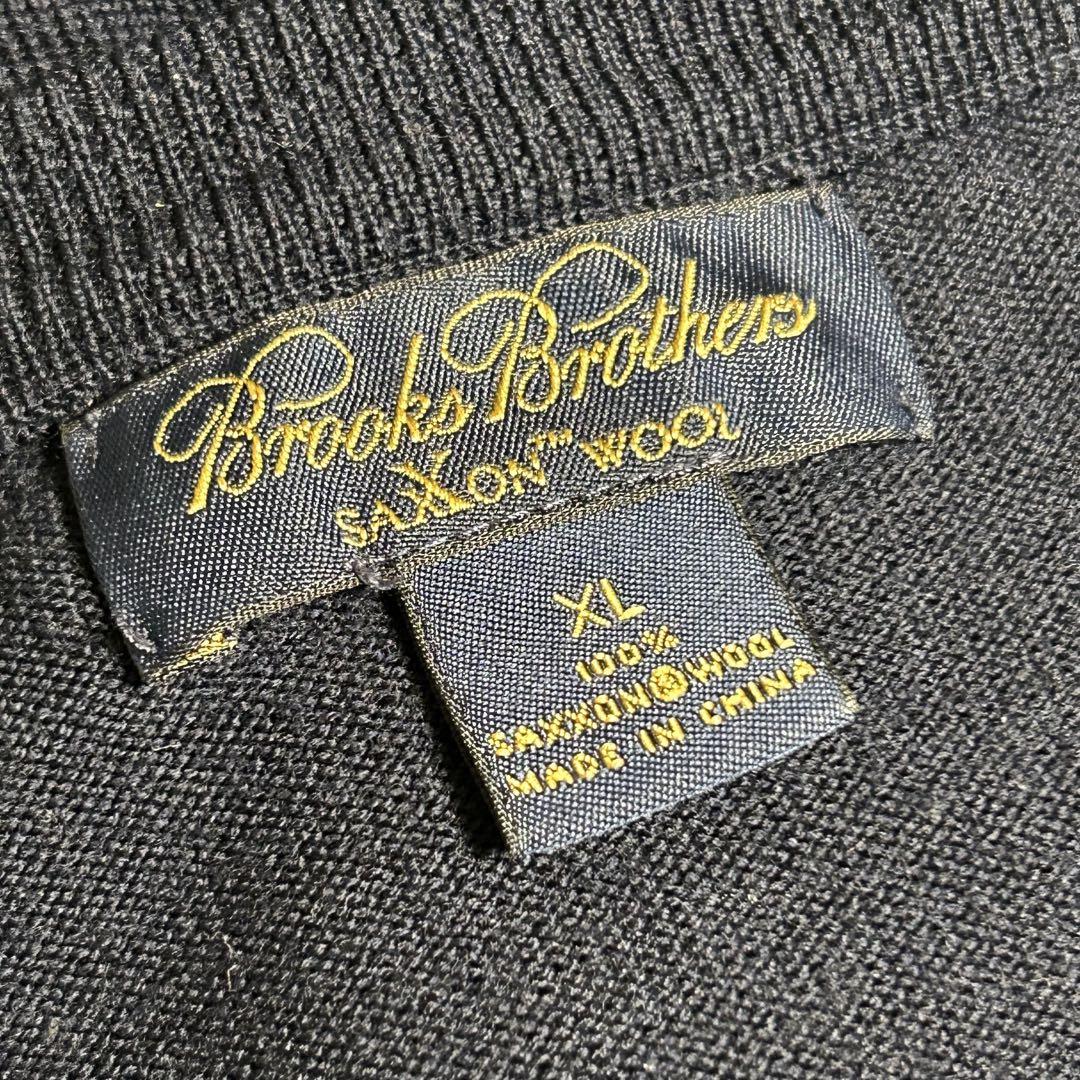 Brooks Brothers
SAXXON™ WOOL
XL
100%
SAXXON® WOOL
MADE IN CHINA